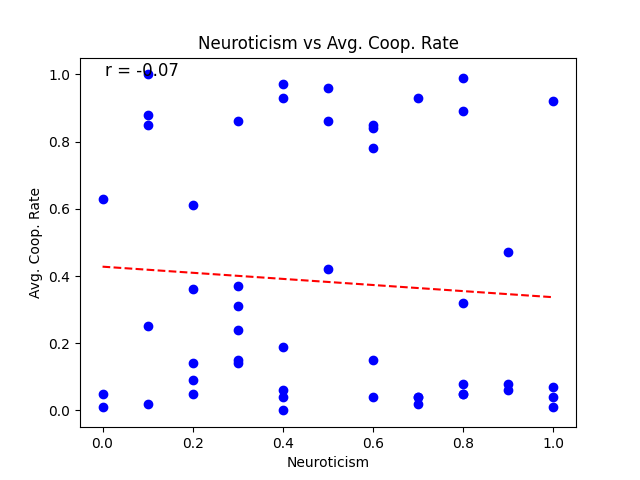 Neuroticism vs Avg. Coop. Rate
r = -0.07
1.0
0.8
0.6
0.4
0.2
0.0
Avg. Coop. Rate
0.0 0.2 0.4 0.6 0.8 1.0
Neuroticism